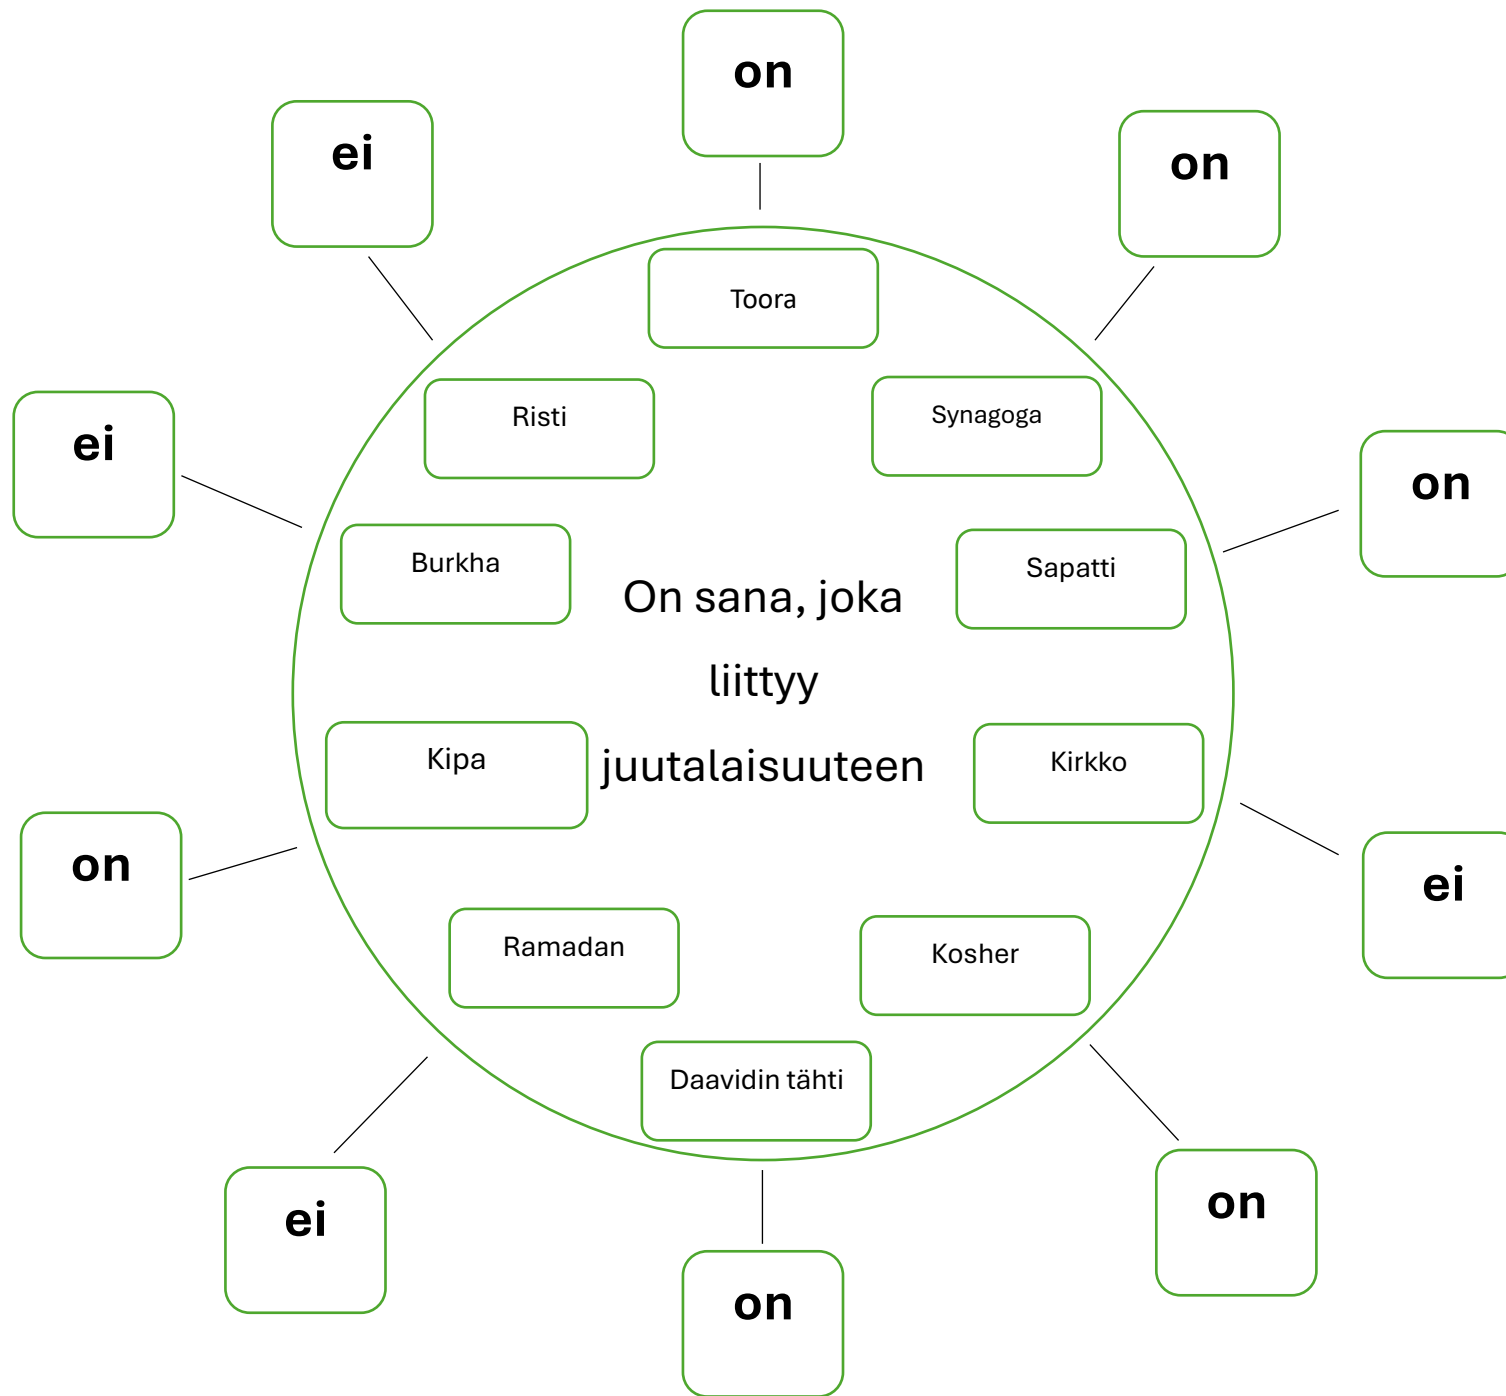 on
ei
on
Toora
Risti
Synagoga
ei
on
Burkha
Sapatti
On sana, joka
liittyy
juutalaisuuteen
Kipa
Kirkko
on
ei
Ramadan
Kosher
Daavidin tähti
ei
on
on